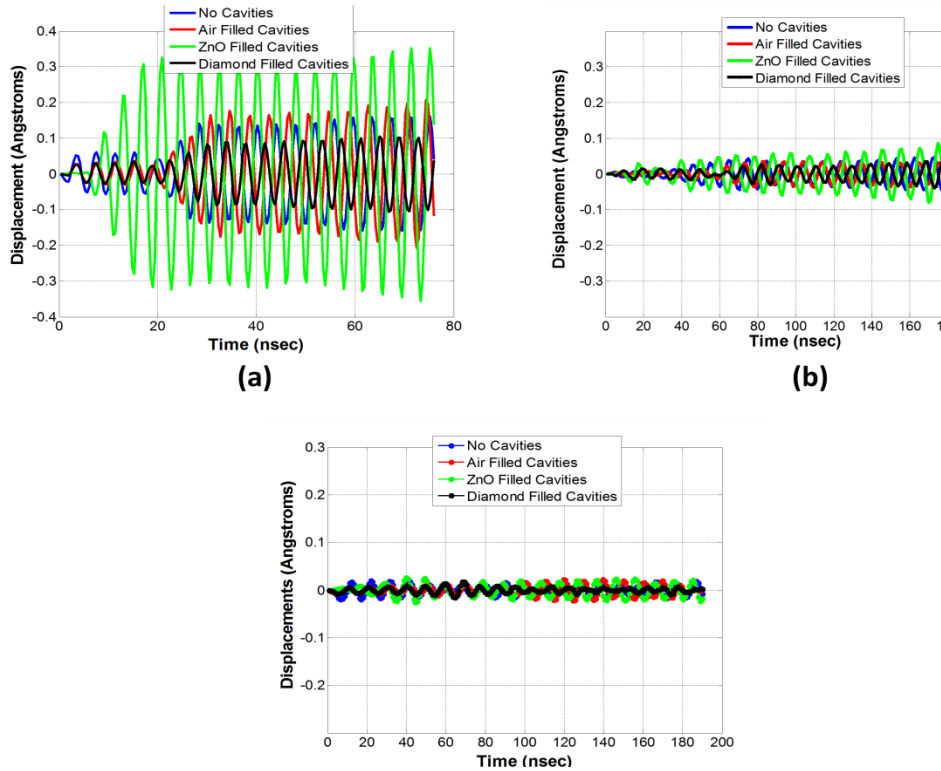 No Cavities
Air Filled Cavities
ZnO Filled Cavities
Diamond Filled Cavities
Displacement (Angstroms)
0.4
0.3
0.2
0.1
0
-0.1
-0.2
-0.3
-0.4
0 20 40 60 80
Time (nsec)
(a)
No Cavities
Air Filled Cavities
ZnO Filled Cavities
Diamond Filled Cavities
Displacement (Angstroms)
0.4
0.3
0.2
0.1
0
-0.1
-0.2
-0.3
0 20 40 60 80 100 120 140 160
Time (nsec)
(b)
No Cavities
Air Filled Cavities
ZnO Filled Cavities
Diamond Filled Cavities
Displacements (Angstroms)
0.3
0.2
0.1
0
-0.1
-0.2
0 20 40 60 80 100 120 140 160 180 200
Time (nsec)